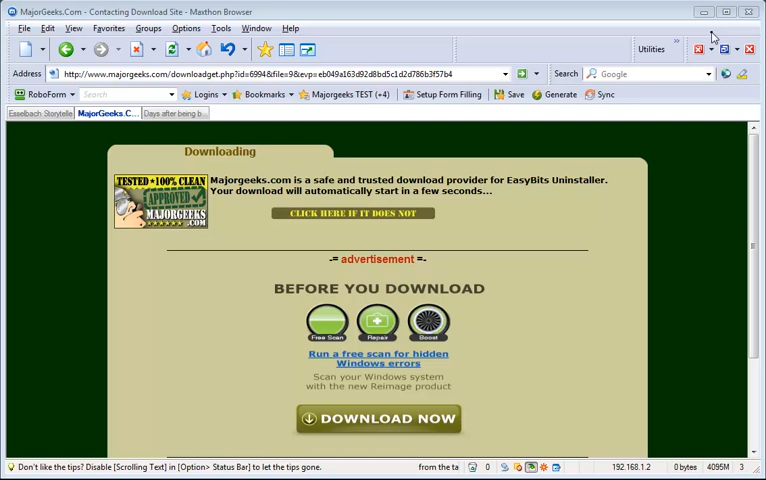 MajorGeeks.Com - Contacting Download Site - Maxthon Browser
File Edit View Favorites Groups Options Tools Window Help
Utilities
Address http://www.majorgeeks.com/downloadget.php?id=6994&file=9&evp=eb049a163d92d8bd5c1d2d786b3f57b4 Search Google
RoboForm Search Logins Bookmarks Majorgeeks TEST (+4) Setup Form Filling Save Generate Sync
Esselbach Storytelle MajorGeeks.C... Days after being b...
Downloading
TESTED★100% CLEAN
APPROVED
MAJORGEEKS
.COM
Majorgeeks.com is a safe and trusted download provider for EasyBits Uninstaller.
Your download will automatically start in a few seconds...
CLICK HERE IF IT DOES NOT
-= advertisement =-
BEFORE YOU DOWNLOAD
Free Scan Repair Boost
Run a free scan for hidden
Windows errors
Scan your Windows system
with the new Reimage product
DOWNLOAD NOW
Don't like the tips? Disable [Scrolling Text] in [Option> Status Bar] to let the tips gone. from the ta 0 192.168.1.2 0 bytes 4095M 3